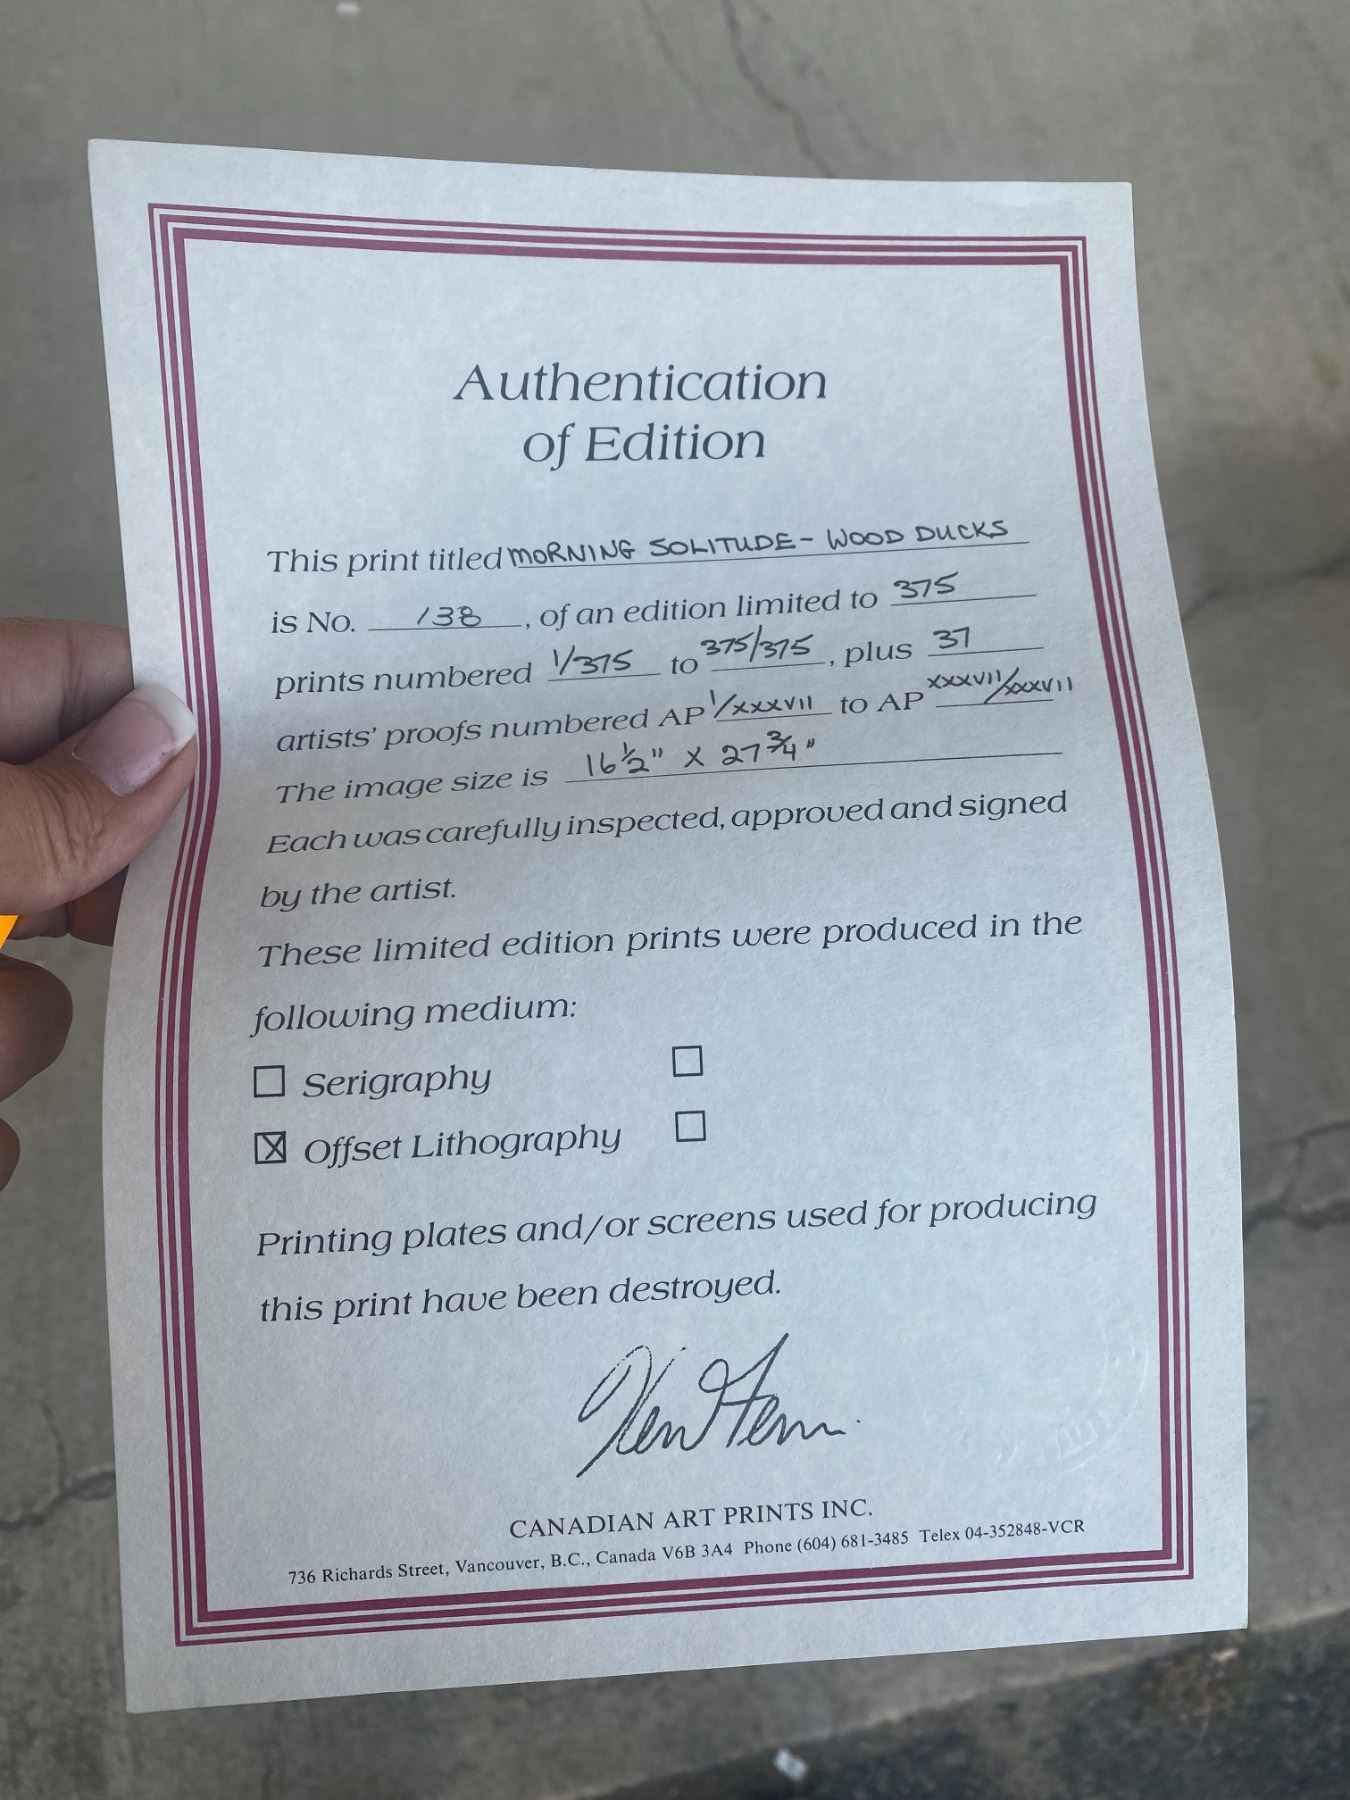 Authentication
of Edition
This print titled MORNING SOLITUDE - WOOD DUCKS
is No. 138, of an edition limited to 375
prints numbered 1/375 to 375/375, plus 37
artists' proofs numbered AP 1/XXXVII to AP XXXVII/XXXVII
The image size is 16½" X 27¾"
Each was carefully inspected, approved and signed
by the artist.
These limited edition prints were produced in the
following medium:
☐ Serigraphy ☐
☒ Offset Lithography ☐
Printing plates and/or screens used for producing
this print have been destroyed.
CANADIAN ART PRINTS INC.
736 Richards Street, Vancouver, B.C., Canada V6B 3A4 Phone (604) 681-3485 Telex 04-352848-VCR